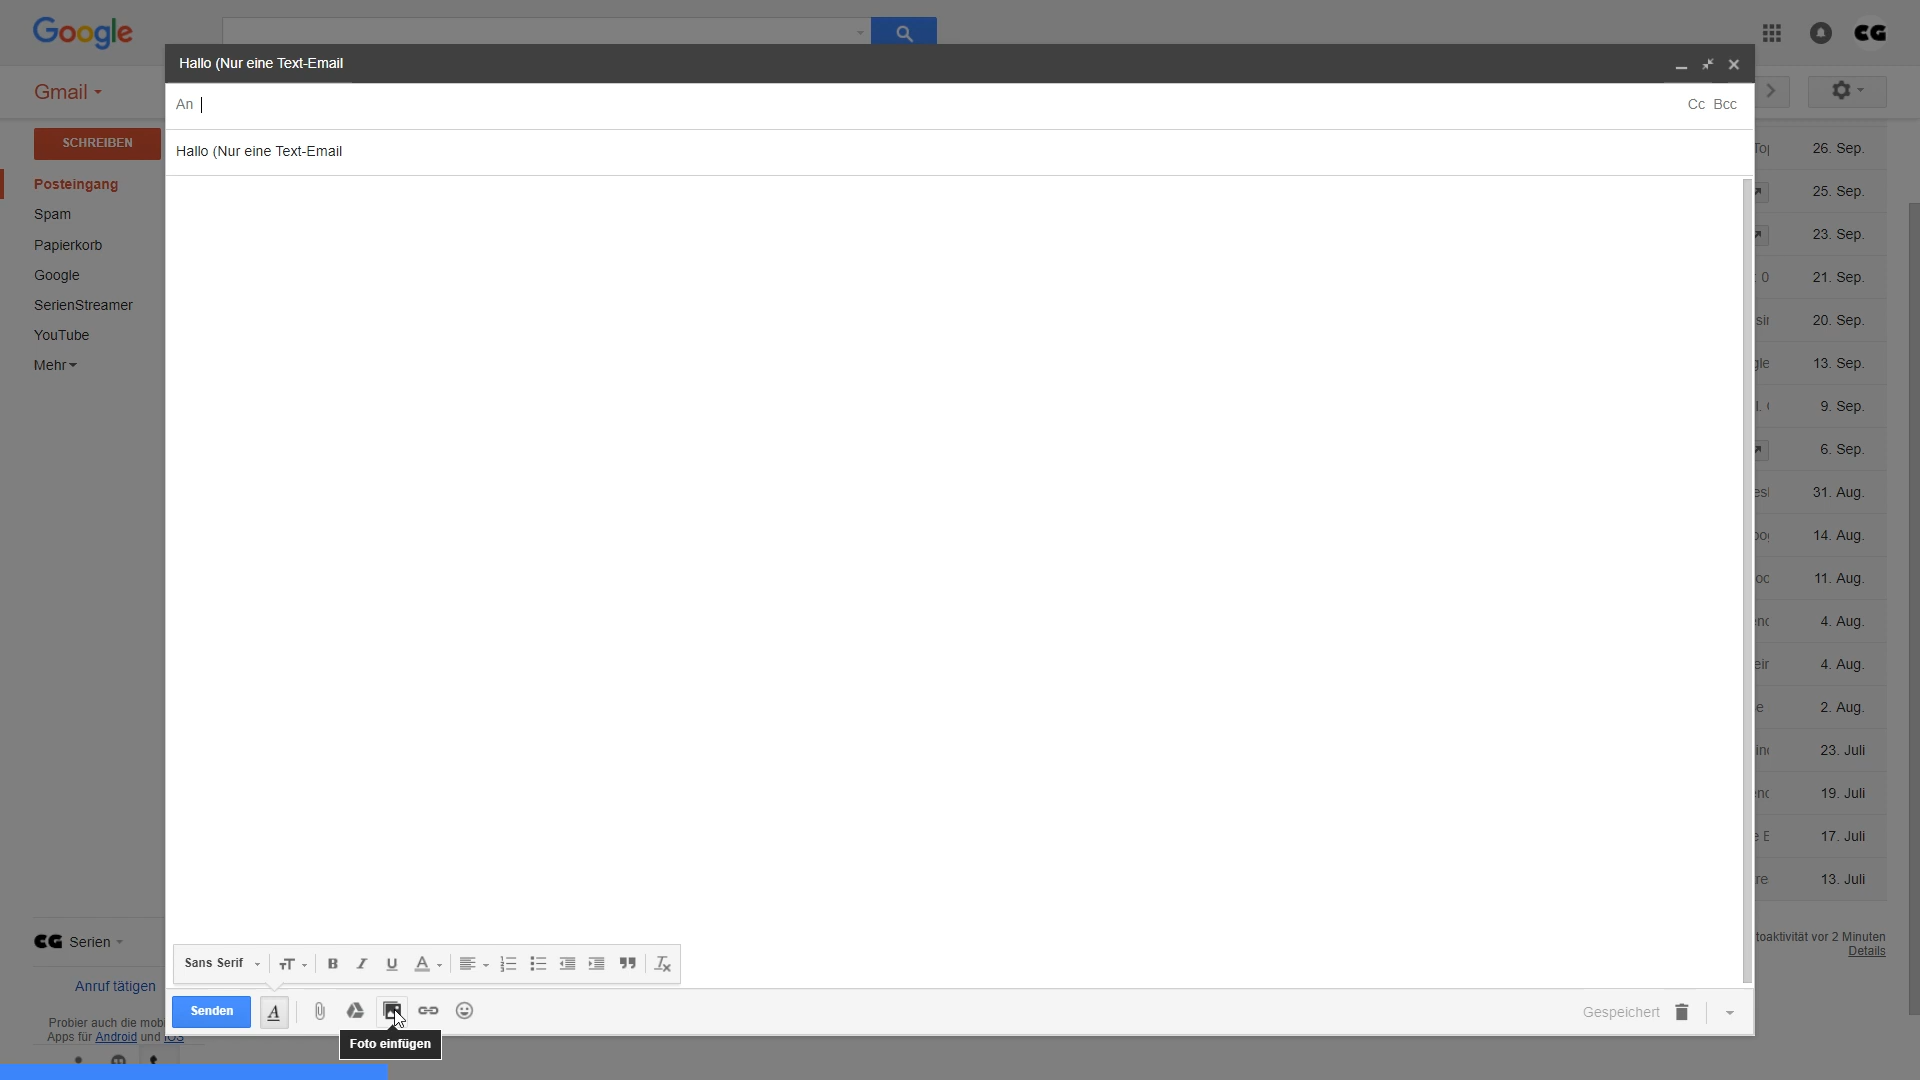 Google
CG
Hallo (Nur eine Text-Email
Gmail
An
Cc Bcc
SCHREIBEN
Hallo (Nur eine Text-Email
26. Sep.
Posteingang
25. Sep.
Spam
23. Sep.
Papierkorb
Google
21. Sep.
SerienStreamer
20. Sep.
YouTube
Mehr
13. Sep.
9. Sep.
6. Sep.
31. Aug.
14. Aug.
11. Aug.
4. Aug.
4. Aug.
2. Aug.
23. Juli
19. Juli
17. Juli
13. Juli
CG Serien
toaktivität vor 2 Minuten
Details
Sans Serif
Anruf tätigen
Senden
Gespeichert
Probier auch die mobi
Apps für Android und iOS
Foto einfügen